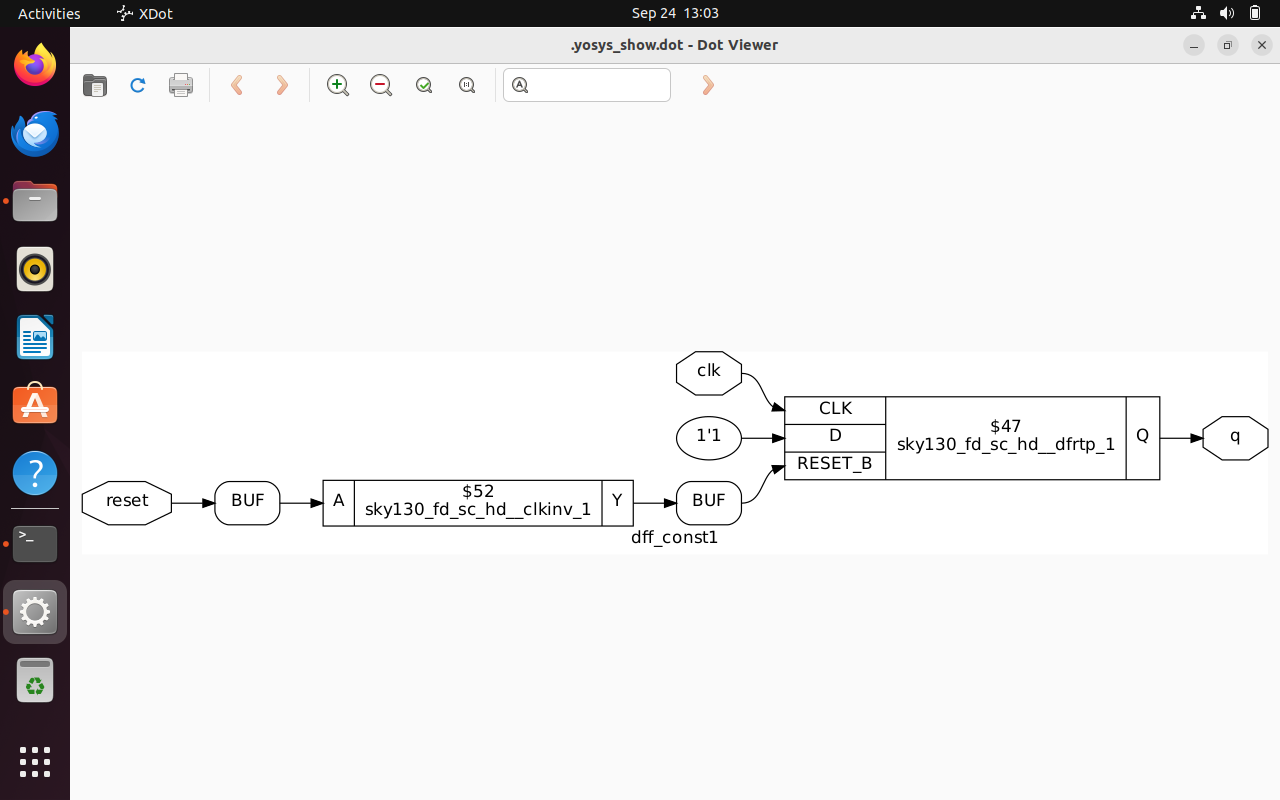 Activities
XDot
Sep 24 13:03
.yosys_show.dot - Dot Viewer
clk
CLK
1'1
D
RESET_B
$47
sky130_fd_sc_hd__dfrtp_1
Q
q
reset
BUF
A
$52
sky130_fd_sc_hd__clkinv_1
Y
BUF
dff_const1